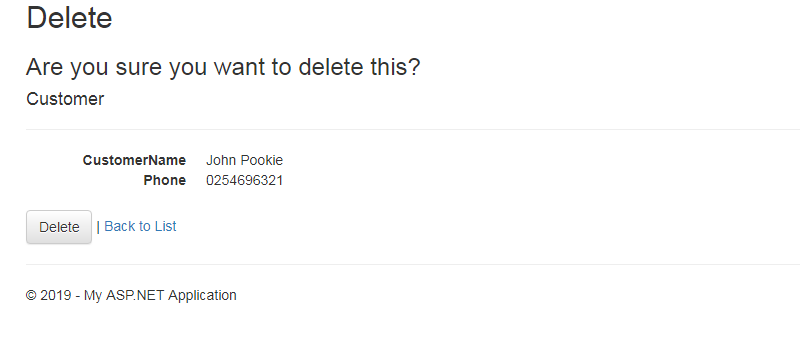 Delete
Are you sure you want to delete this?
Customer
CustomerName John Pookie
Phone 0254696321
Delete | Back to List
© 2019 - My ASP.NET Application